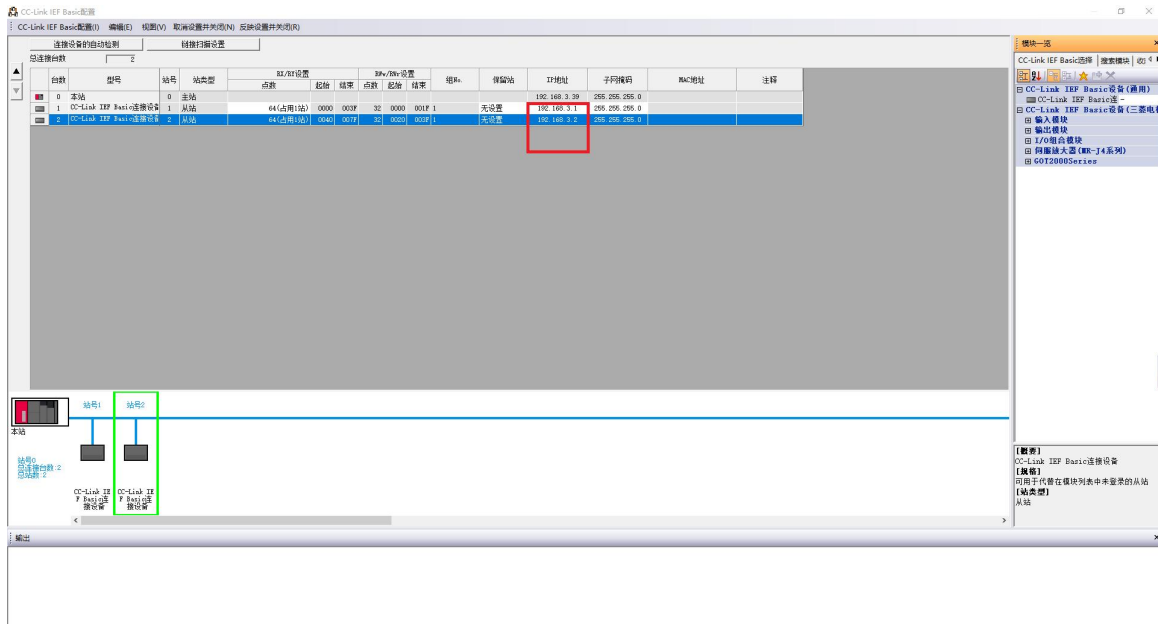 CC-Link IEF Basic配置
CC-Link IEF Basic配置(I) 编辑(E) 视图(V) 取消设置并关闭(N) 反映设置并关闭(R)
连接设备的自动检测 链接扫描设置
总连接台数 2
台数 型号 站号 站类型 RX/RY设置 RWw/RWr设置 组No. 保留站 IP地址 子网掩码 MAC地址 注释
点数 起始 结束 点数 起始 结束
0 本站 0 主站 192.168.3.39 255.255.255.0
1 CC-Link IEF Basic连接设备 1 从站 64(占用1站) 0000 003F 32 0000 001F 1 无设置 192.168.3.1 255.255.255.0
2 CC-Link IEF Basic连接设备 2 从站 64(占用1站) 0040 007F 32 0020 003F 1 无设置 192.168.3.2 255.255.255.0
模块一览
CC-Link IEF Basic选择 搜索模块
CC-Link IEF Basic设备(通用)
CC-Link IEF Basic连
CC-Link IEF Basic设备(三菱电机
输入模块
输出模块
I/O组合模块
伺服放大器(MR-J4系列)
GOT2000Series
站号1 站号2
本站
站号0
总连接台数:2
总站数:2
CC-Link IE
F Basic连
接设备
CC-Link IE
F Basic连
接设备
[概要]
CC-Link IEF Basic连接设备
[规格]
可用于代替在模块列表中未登录的从站
[站类型]
从站
输出